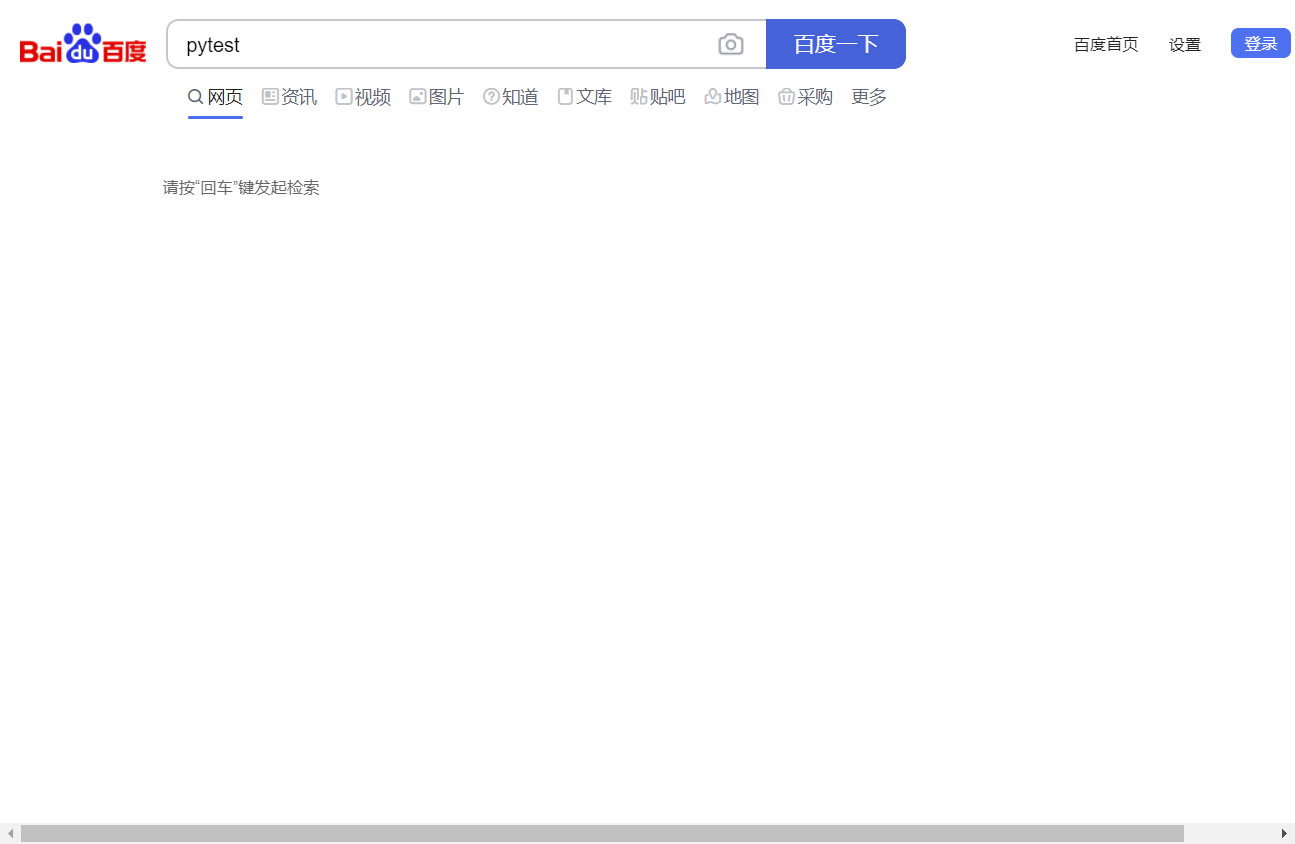 Bai du 百度 pytest 百度一下 百度首页 设置 登录
网页 资讯 视频 图片 知道 文库 贴吧 地图 采购 更多
请按“回车”键发起检索